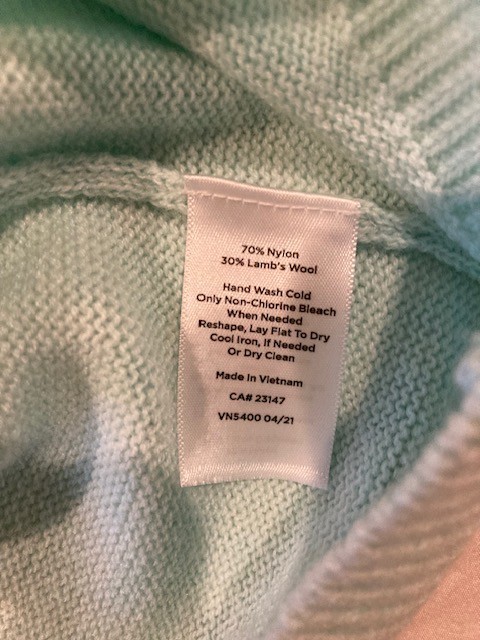 70% Nylon
30% Lamb's Wool
Hand Wash Cold
Only Non-Chlorine Bleach
When Needed
Reshape, Lay Flat To Dry
Cool Iron, If Needed
Or Dry Clean
Made In Vietnam
CA# 23147
VN5400 04/21